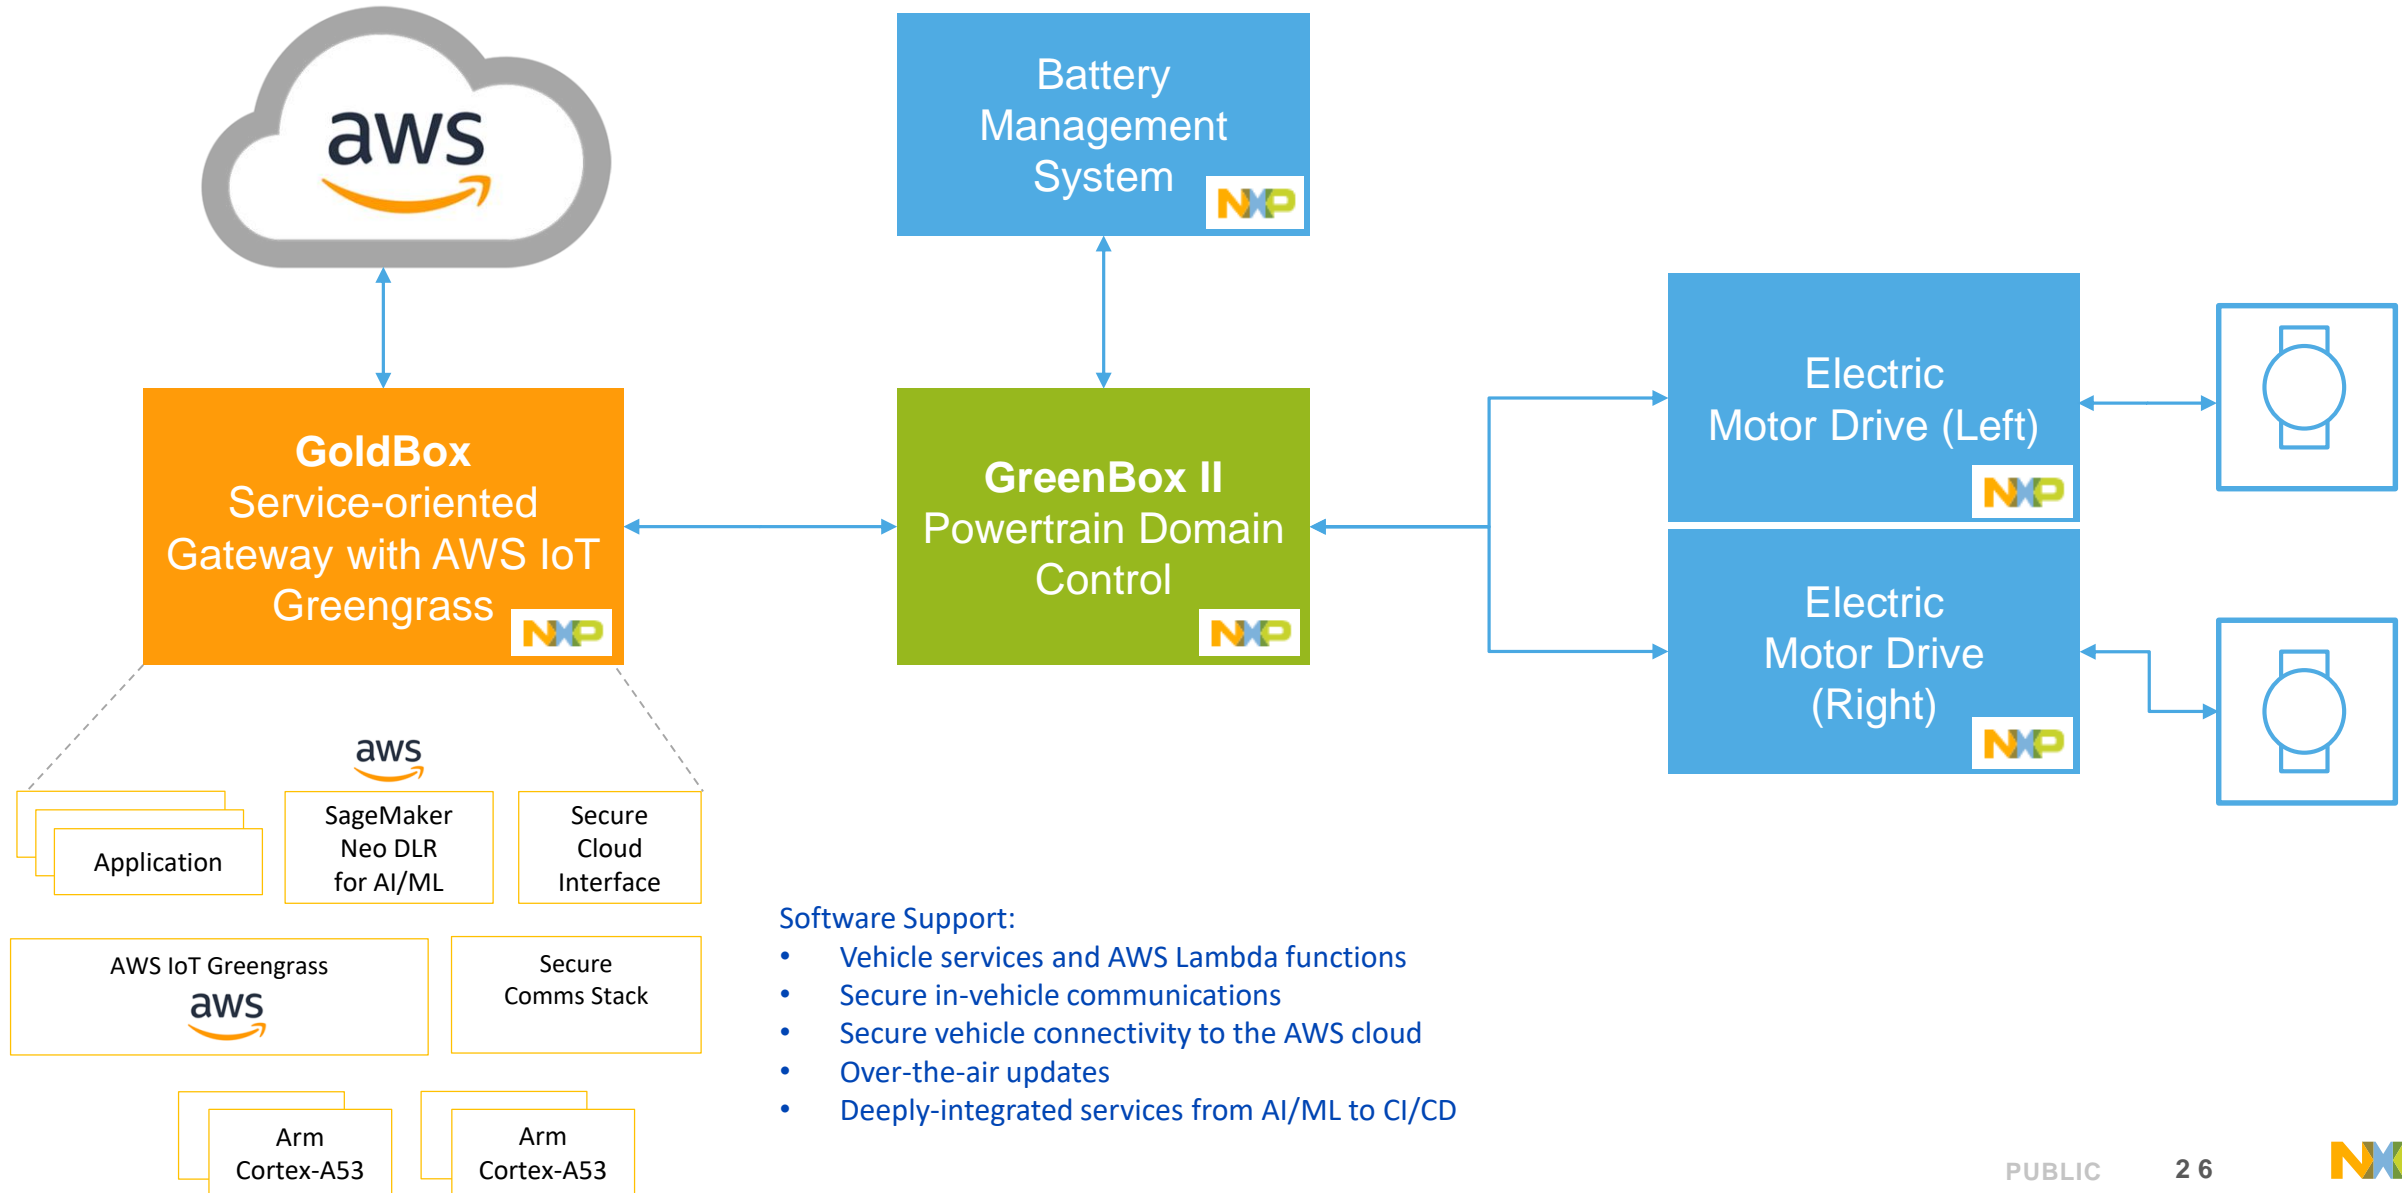 aws
Battery
Management
System
NXP
GoldBox
Service-oriented
Gateway with AWS IoT
Greengrass
NXP
GreenBox II
Powertrain Domain
Control
NXP
Electric
Motor Drive (Left)
NXP
Electric
Motor Drive
(Right)
NXP
aws
Application
SageMaker
Neo DLR
for AI/ML
Secure
Cloud
Interface
AWS IoT Greengrass
aws
Secure
Comms Stack
Arm
Cortex-A53
Arm
Cortex-A53
Software Support:
• Vehicle services and AWS Lambda functions
• Secure in-vehicle communications
• Secure vehicle connectivity to the AWS cloud
• Over-the-air updates
• Deeply-integrated services from AI/ML to CI/CD
PUBLIC 26
NX